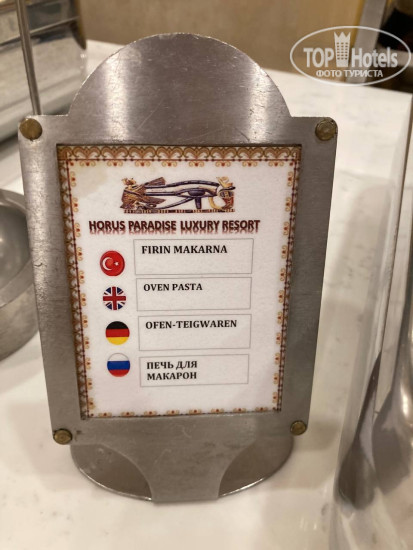 TOP Hotels
ФОТО ТУРИСТА
HORUS PARADISE LUXURY RESORT
FIRIN MAKARNA
OVEN PASTA
OFEN-TEIGWAREN
ПЕЧЬ ДЛЯ
МАКАРОН